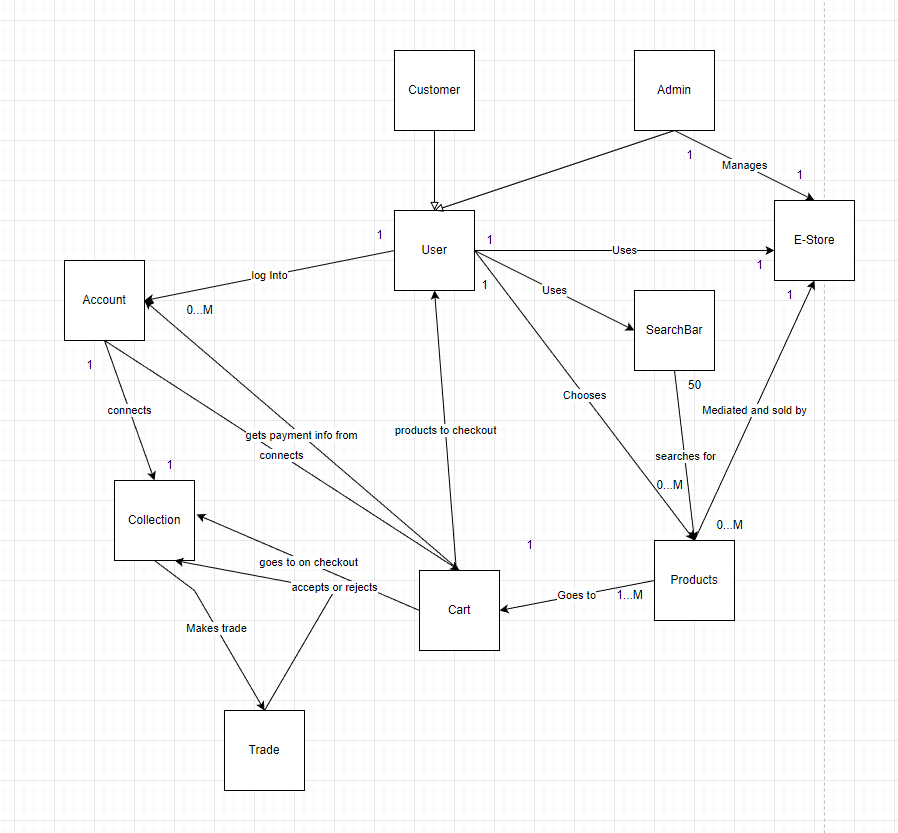 Customer
Admin
1
Manages
1
1
User
1
Uses
E-Store
1
log Into
1
Uses
1
Account
0...M
SearchBar
1
50
connects
Chooses
Mediated and sold by
gets payment info from
products to checkout
connects
searches for
1
0...M
Collection
0...M
1
goes to on checkout
accepts or rejects
Goes to
1...M
Products
Cart
Makes trade
Trade